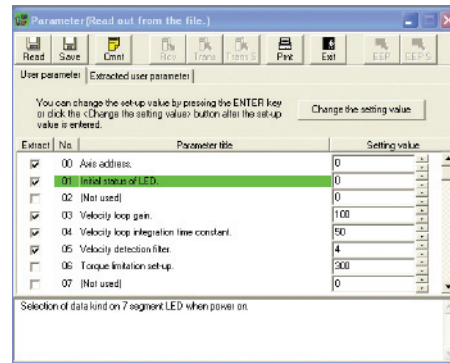 Parameter (Read out from the file.)
Read Save Cmnt Rcv Trans Trans S Prnt Exit EEP EEP S
User parameter Extracted user parameter
You can change the set-up value by pressing the ENTER key
or click the <Change the setting value> button after the set-up
value is entered.
Change the setting value
Extract No. Parameter title Setting value
00 Axis address. 0
01 Initial status of LED. 0
02 (Not used) 0
03 Velocity loop gain. 100
04 Velocity loop integration time constant. 50
05 Velocity detection filter. 4
06 Torque limitation set-up. 300
07 (Not used) 0
Selection of data kind on 7 segment LED when power on.